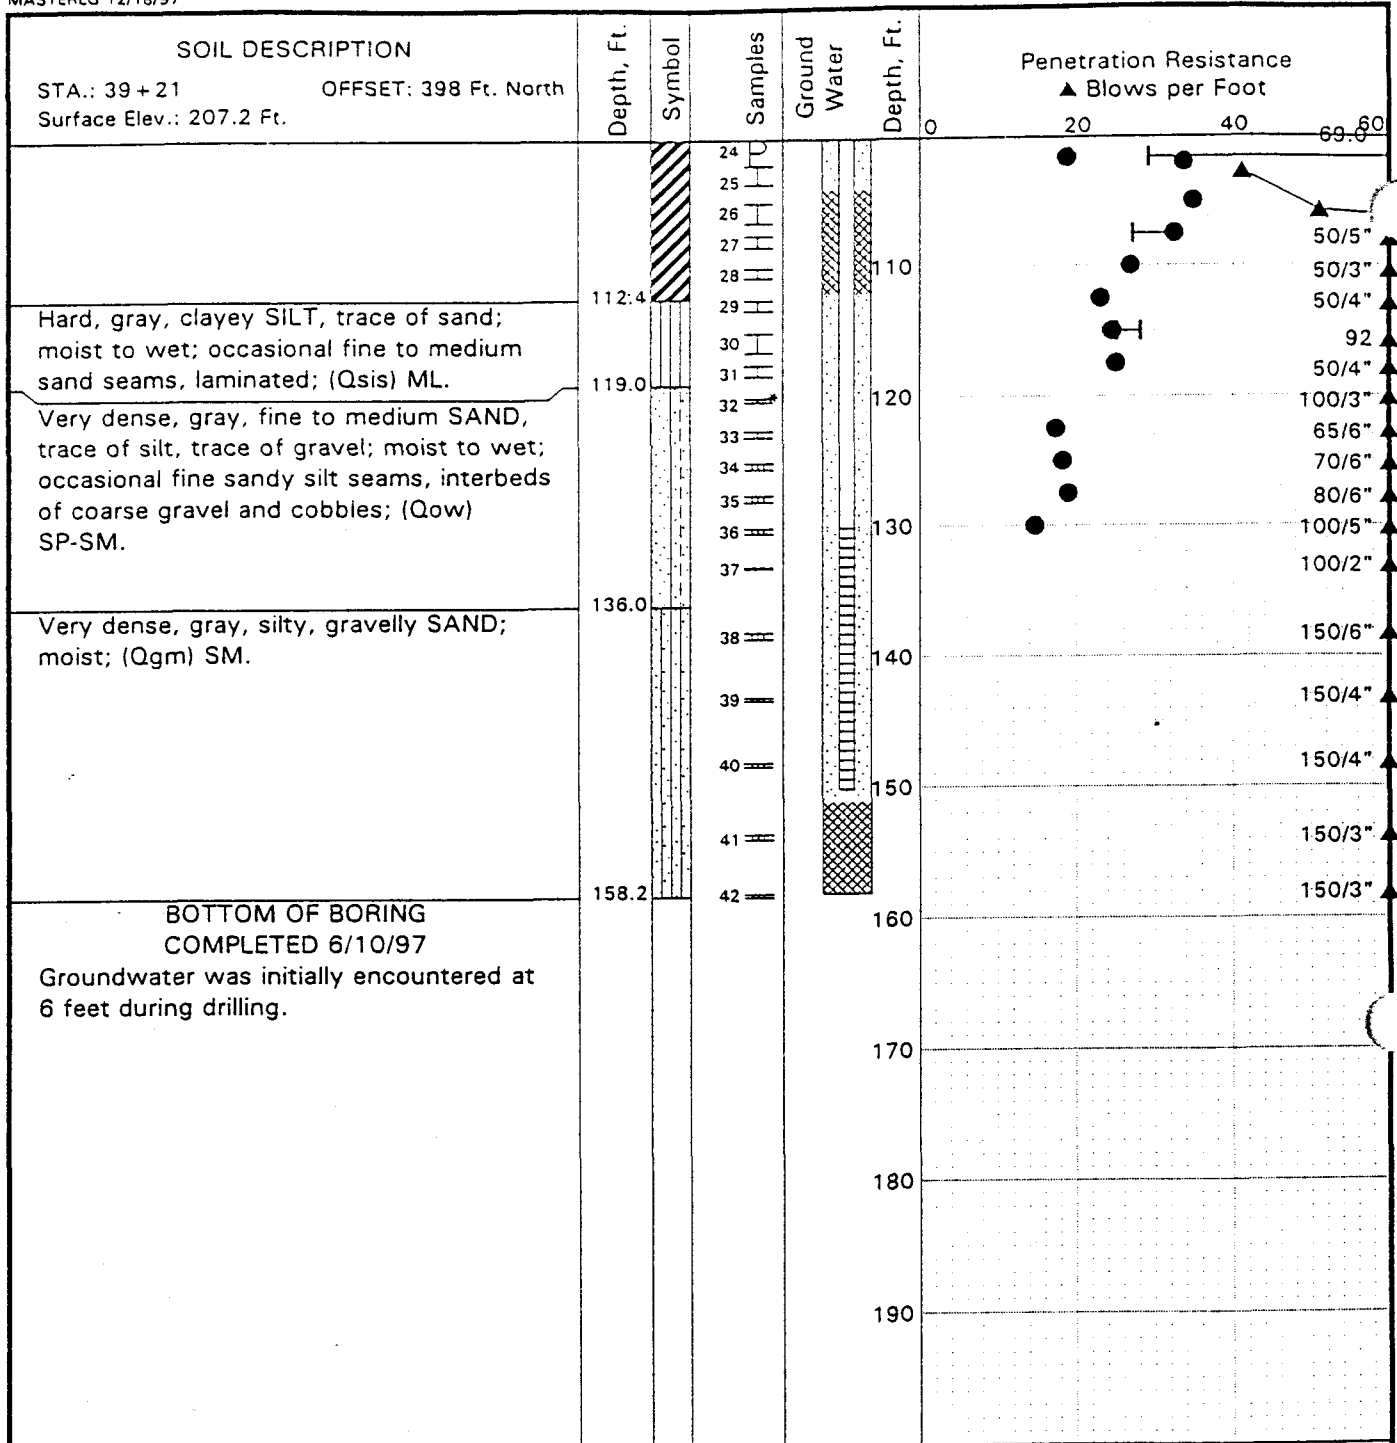 MASTERLG 12/18/97
SOIL DESCRIPTION
STA.: 39+21 OFFSET: 398 Ft. North
Surface Elev.: 207.2 Ft.
Depth, Ft.
Symbol
Samples
Ground Water
Depth, Ft.
Penetration Resistance
▲ Blows per Foot
0 20 40 60
69.0
24
25
26
27
28
29
30
31
32
33
34
35
36
37
38
39
40
41
42
112.4
119.0
136.0
158.2
Hard, gray, clayey SILT, trace of sand;
moist to wet; occasional fine to medium
sand seams, laminated; (Qsis) ML.
Very dense, gray, fine to medium SAND,
trace of silt, trace of gravel; moist to wet;
occasional fine sandy silt seams, interbeds
of coarse gravel and cobbles; (Qow)
SP-SM.
Very dense, gray, silty, gravelly SAND;
moist; (Qgm) SM.
BOTTOM OF BORING
COMPLETED 6/10/97
Groundwater was initially encountered at
6 feet during drilling.
110
120
130
140
150
160
170
180
190
50/5"
50/3"
50/4"
92
50/4"
100/3"
65/6"
70/6"
80/6"
100/5"
100/2"
150/6"
150/4"
150/4"
150/3"
150/3"